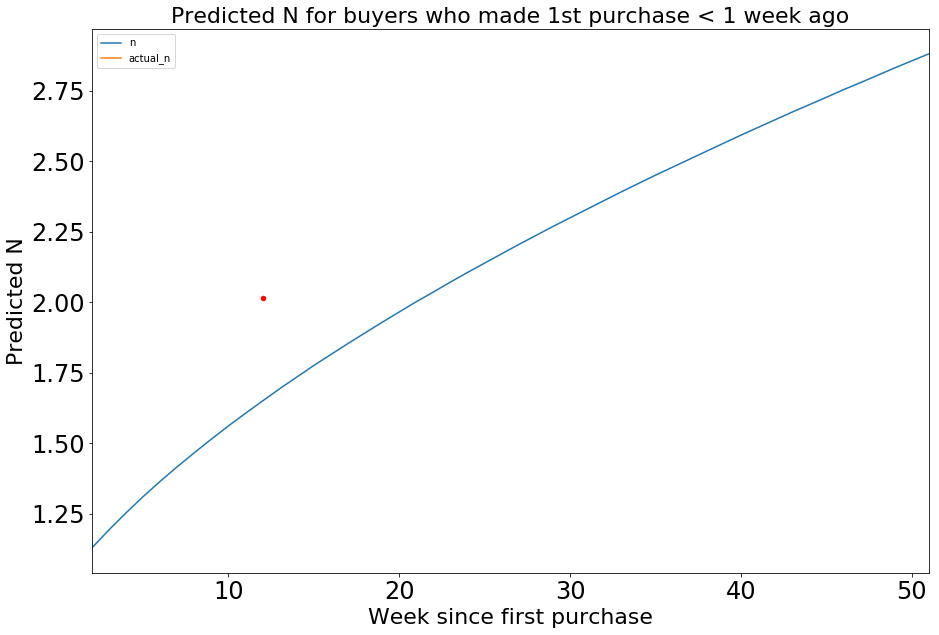 Predicted N for buyers who made 1st purchase < 1 week ago
n
actual_n
2.75
2.50
2.25
2.00
1.75
1.50
1.25
Predicted N
10 20 30 40 50
Week since first purchase